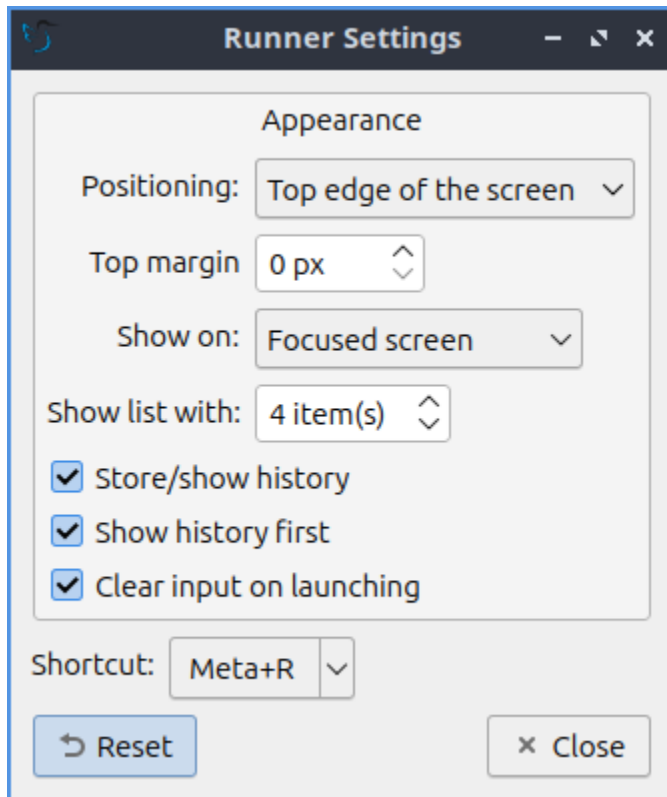 Runner Settings
Appearance
Positioning: Top edge of the screen
Top margin 0 px
Show on: Focused screen
Show list with: 4 item(s)
Store/show history
Show history first
Clear input on launching
Shortcut: Meta+R
Reset Close